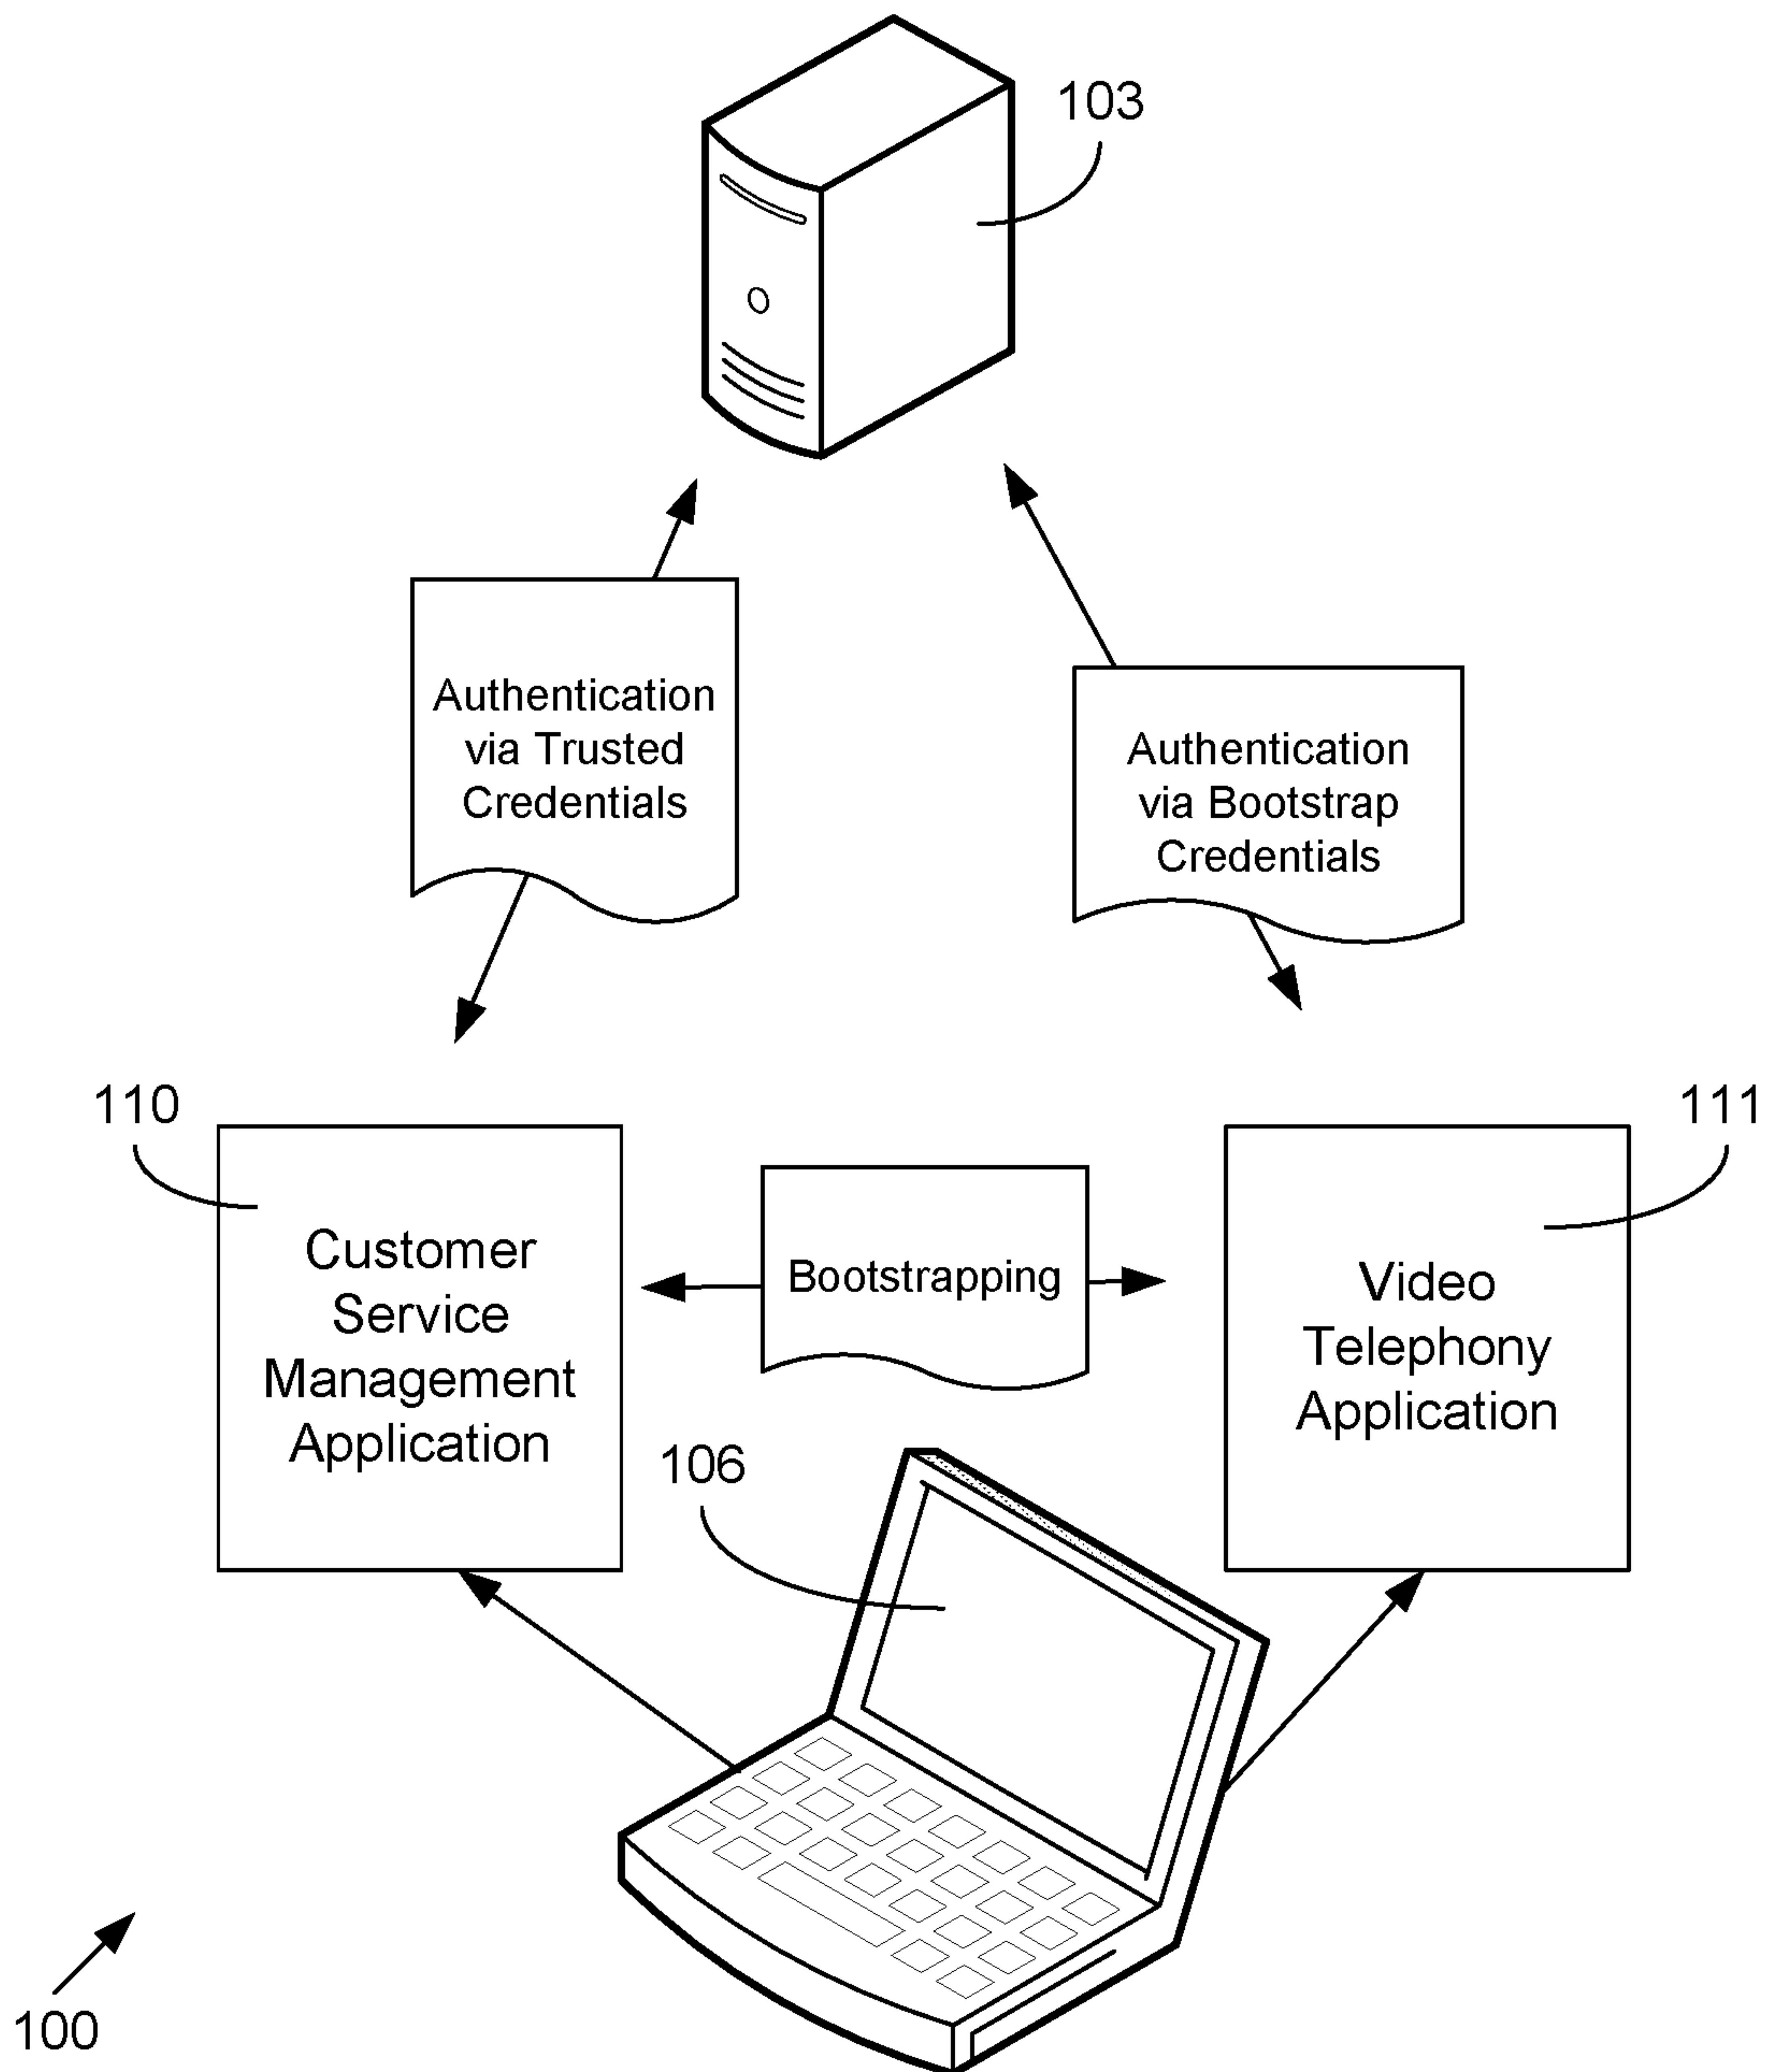 103
Authentication
via Trusted
Credentials
Authentication
via Bootstrap
Credentials
110
111
Customer
Service
Management
Application
Bootstrapping
Video
Telephony
Application
106
100